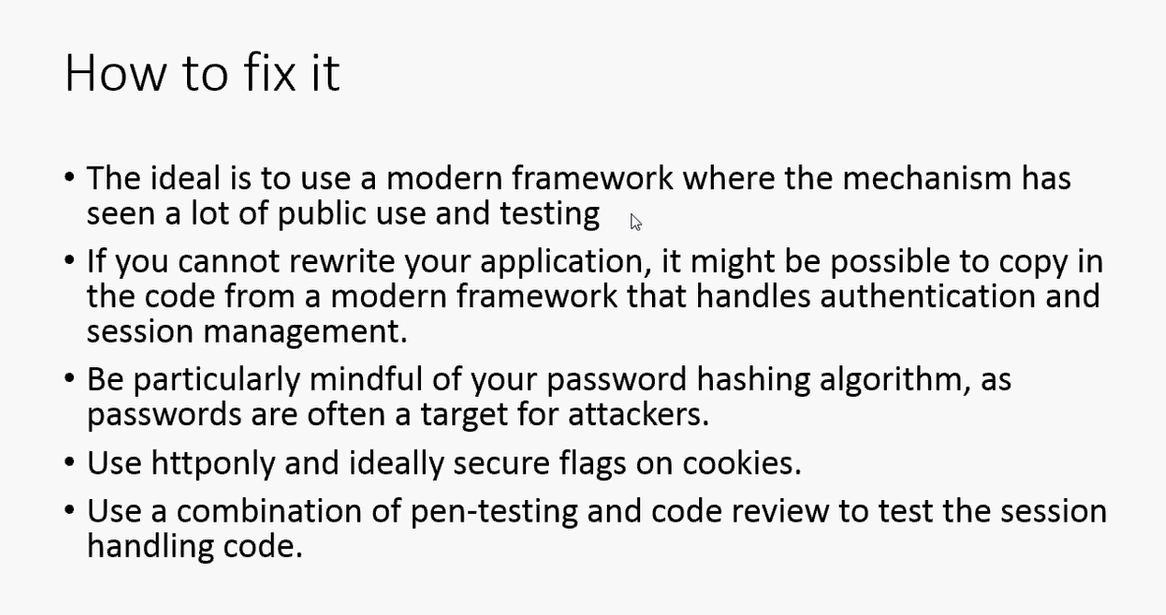 How to fix it
• The ideal is to use a modern framework where the mechanism has
seen a lot of public use and testing
• If you cannot rewrite your application, it might be possible to copy in
the code from a modern framework that handles authentication and
session management.
• Be particularly mindful of your password hashing algorithm, as
passwords are often a target for attackers.
• Use httponly and ideally secure flags on cookies.
• Use a combination of pen-testing and code review to test the session
handling code.